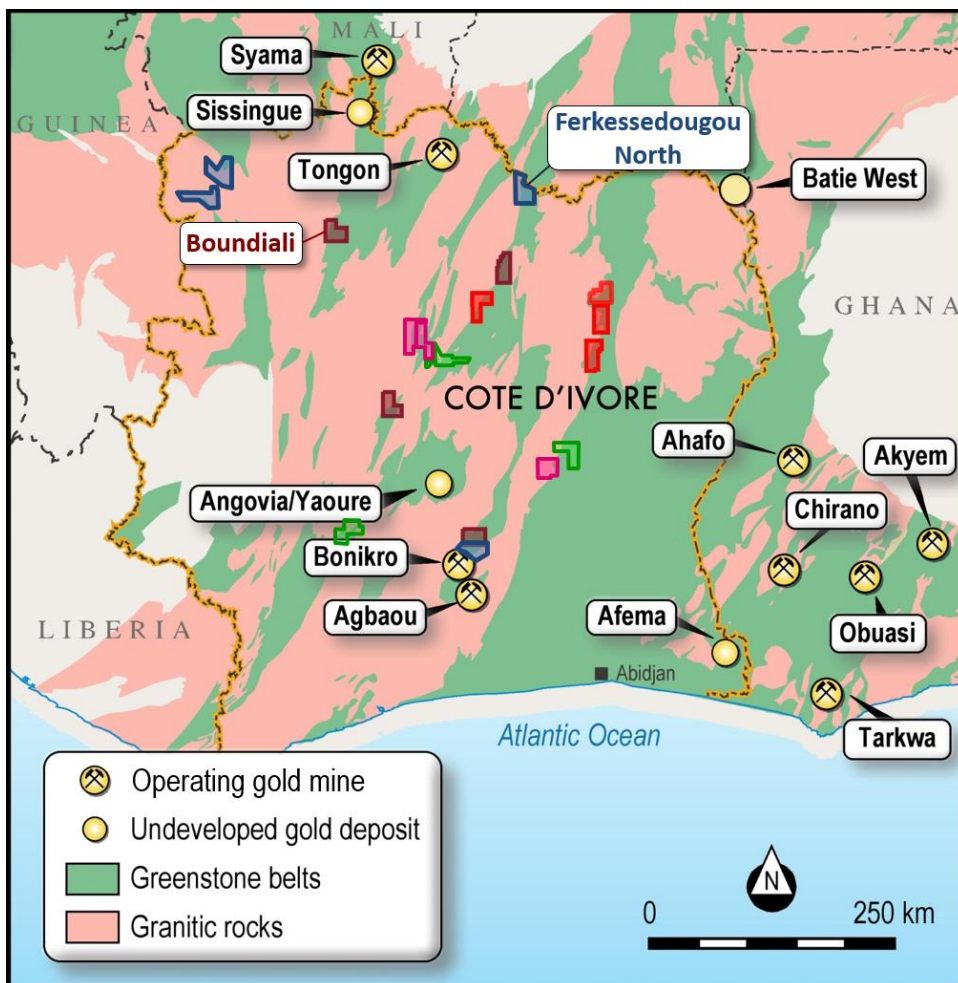 MALI
Syama
Sissingue
GUINEA
Ferkessedougou
North
Tongon
Batie West
Boundiali
GHANA
COTE D'IVORE
Ahafo
Akyem
Angovia/Yaoure
Chirano
Bonikro
Agbaou
Afema
Obuasi
LIBERIA
Abidjan
Tarkwa
Atlantic Ocean
Operating gold mine
Undeveloped gold deposit
Greenstone belts
Granitic rocks
N
0 250 km